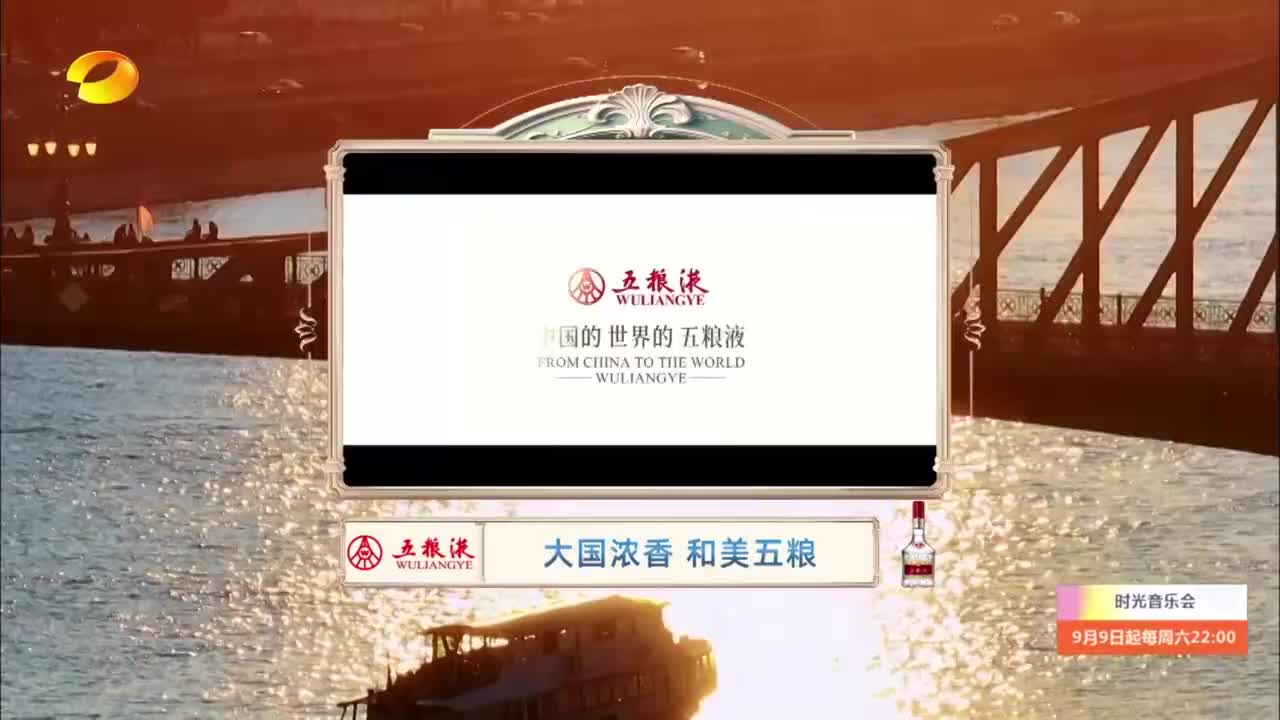 五粮液
WULIANGYE
中国的 世界的 五粮液
FROM CHINA TO THE WORLD
WULIANGYE
五粮液
WULIANGYE
大国浓香 和美五粮
时光音乐会
9月9日起每周六22:00